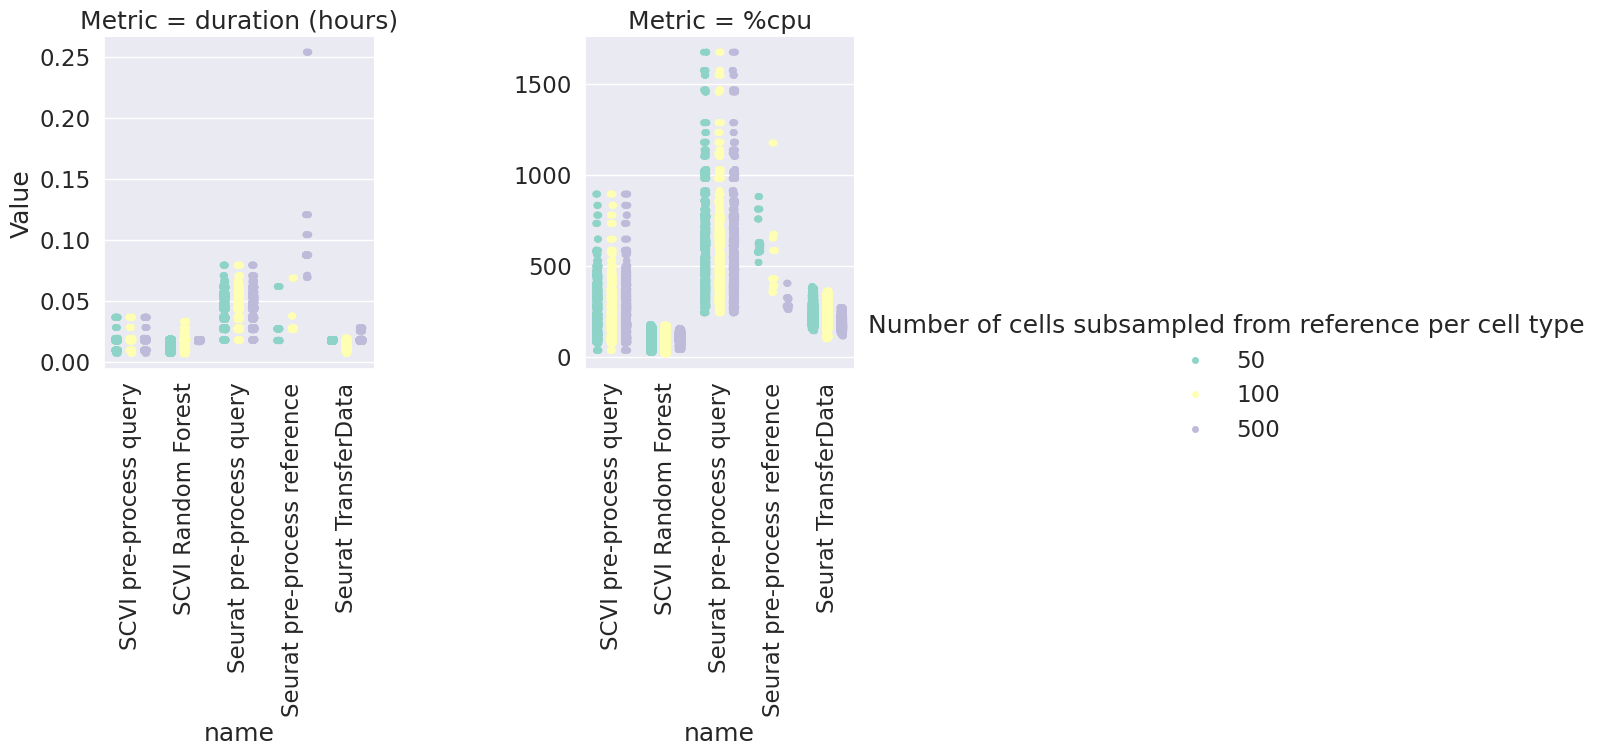 Metric = duration (hours)
Metric = %cpu
Value
0.25
0.20
0.15
0.10
0.05
0.00
1500
1000
500
0
SCVI pre-process query
SCVI Random Forest
Seurat pre-process query
Seurat pre-process reference
Seurat TransferData
name
SCVI pre-process query
SCVI Random Forest
Seurat pre-process query
Seurat pre-process reference
Seurat TransferData
name
Number of cells subsampled from reference per cell type
50
100
500